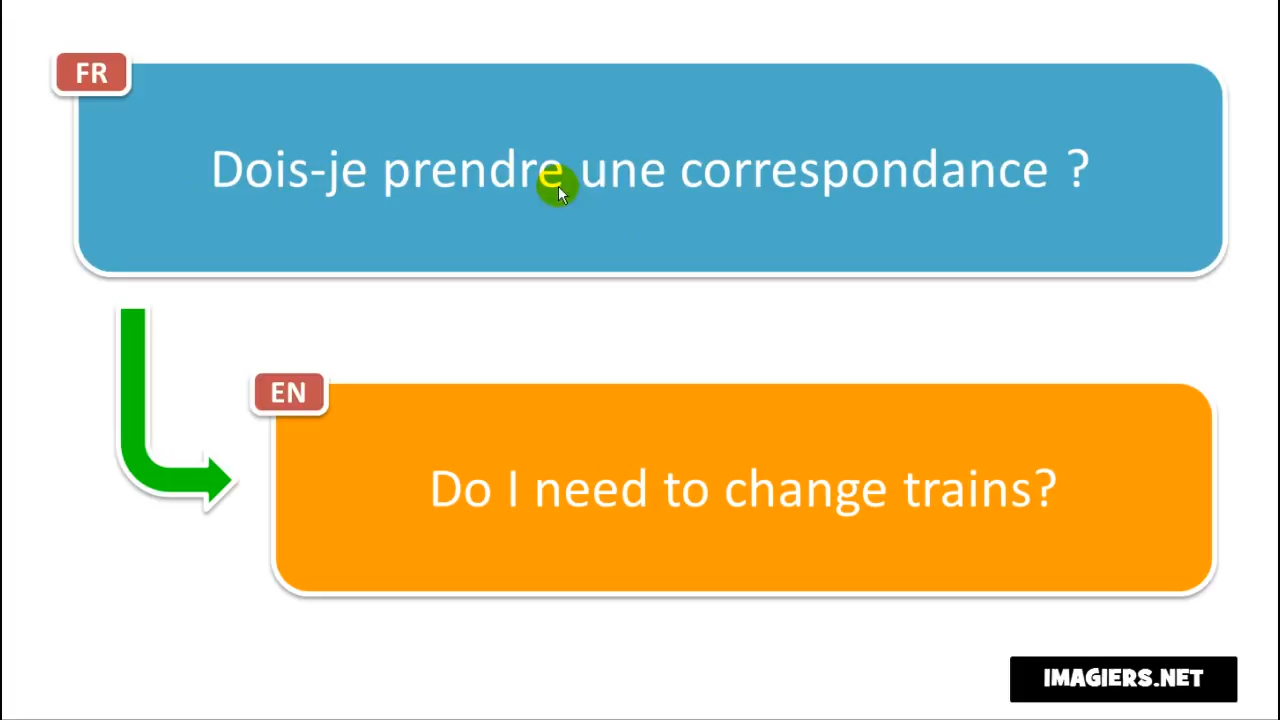 FR
Dois-je prendre une correspondance ?
EN
Do I need to change trains?
IMAGIERS.NET